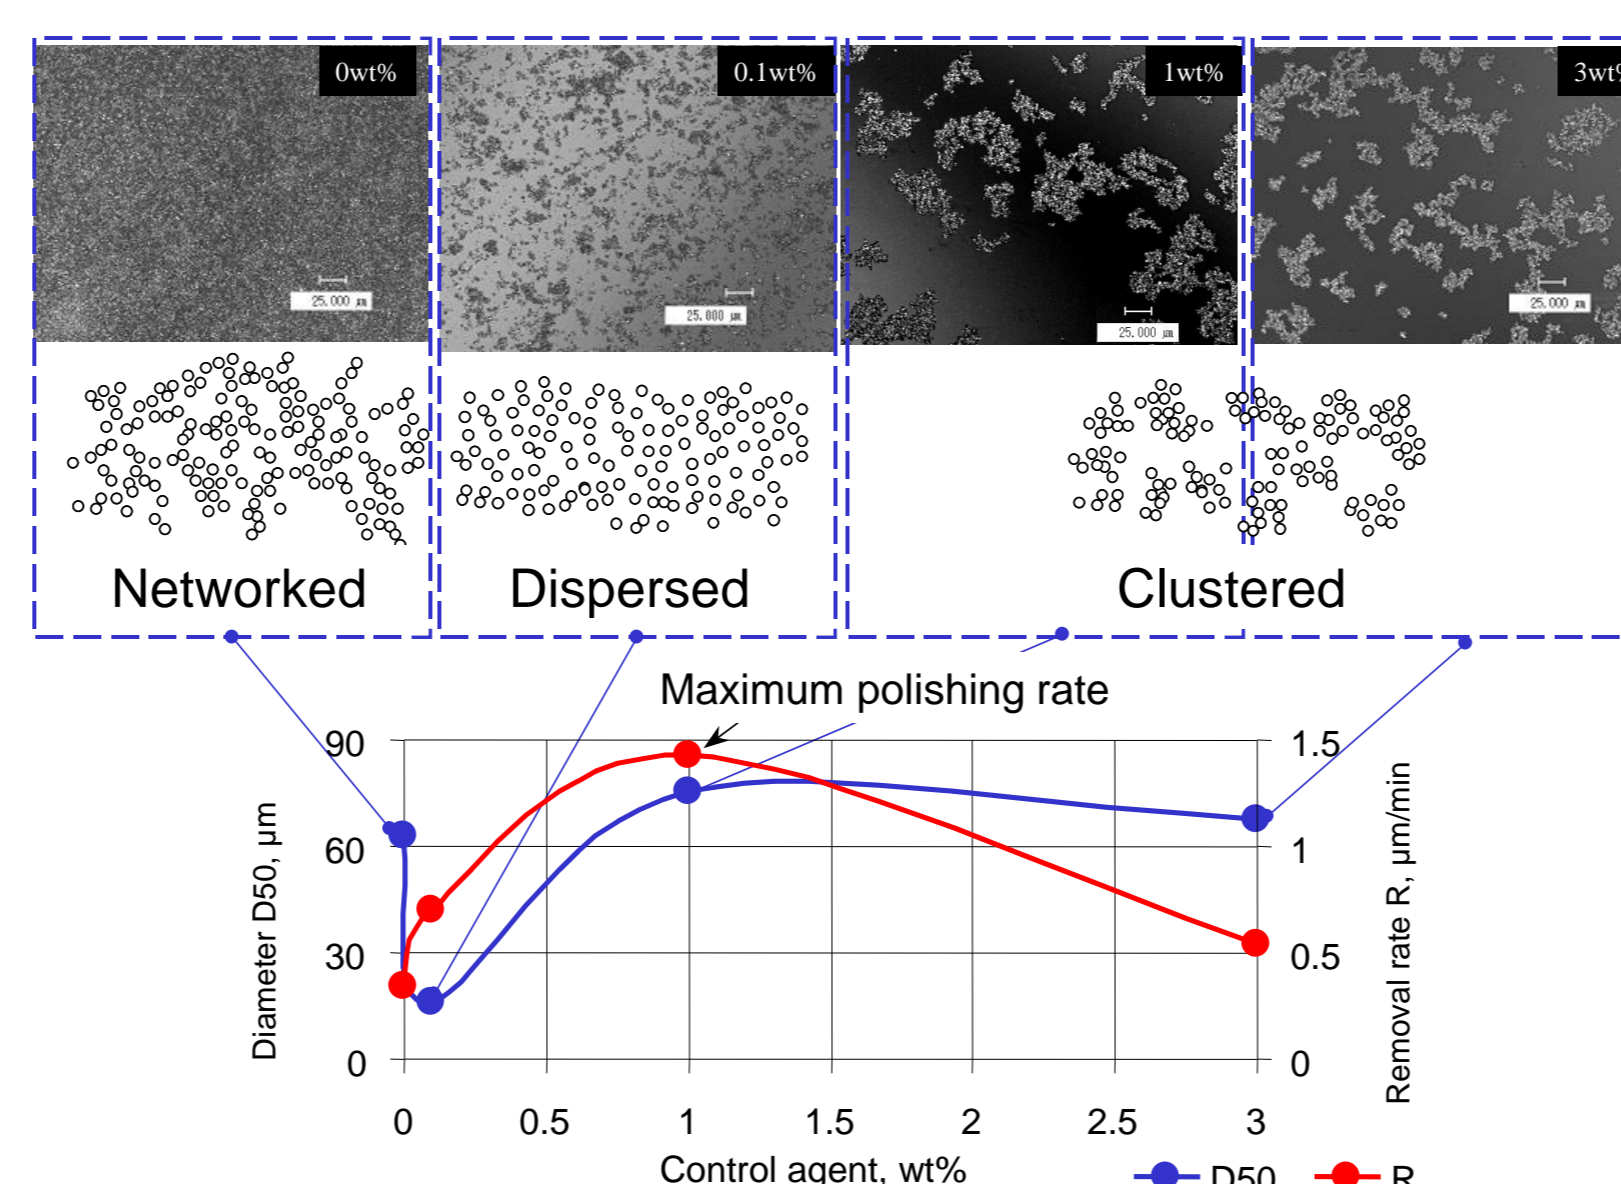 0wt%
0.1wt%
1wt%
3wt%
25.000 µm
25.000 µm
25.000 µm
25.000 µm
Networked
Dispersed
Clustered
Maximum polishing rate
90
60
30
0
Diameter D50, µm
1.5
1
0.5
0
Removal rate R, µm/min
0
0.5
1
1.5
2
2.5
3
Control agent, wt%
D50
R